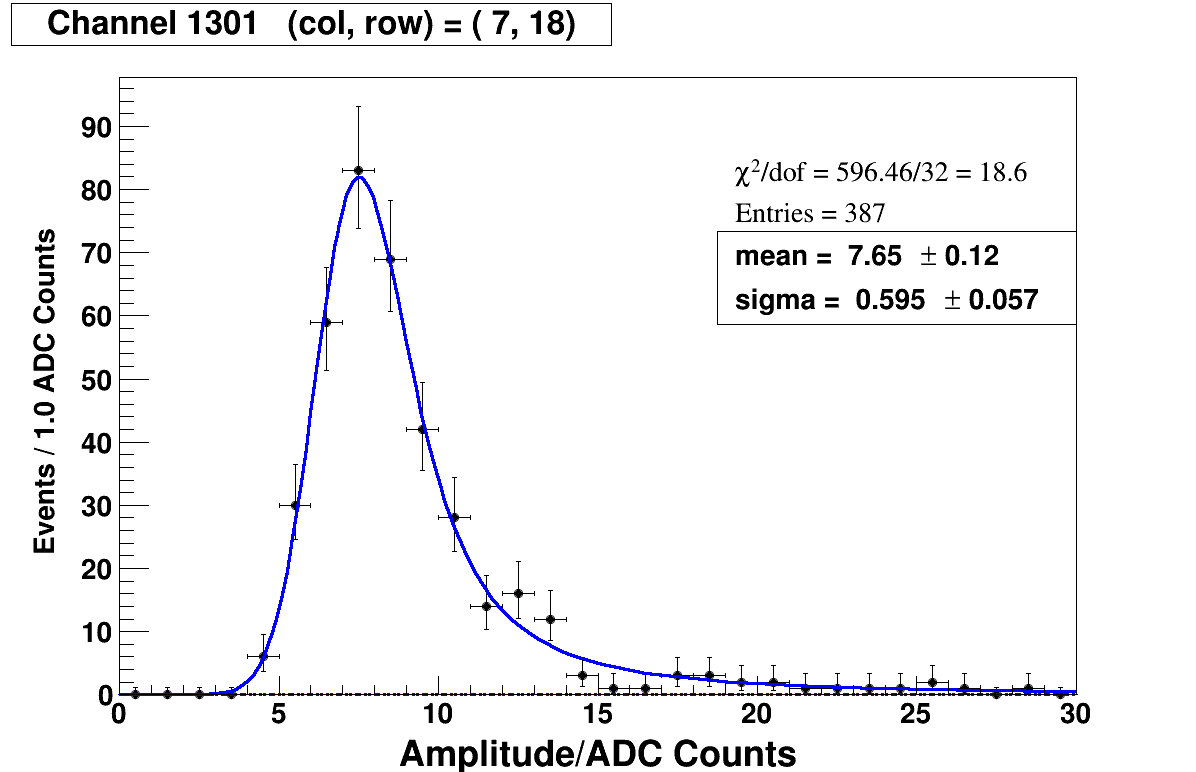 Channel 1301 (col, row) = ( 7, 18)
χ²/dof = 596.46/32 = 18.6
Entries = 387
mean = 7.65 ± 0.12
sigma = 0.595 ± 0.057
Events / 1.0 ADC Counts
90
80
70
60
50
40
30
20
10
0
0 5 10 15 20 25 30
Amplitude/ADC Counts